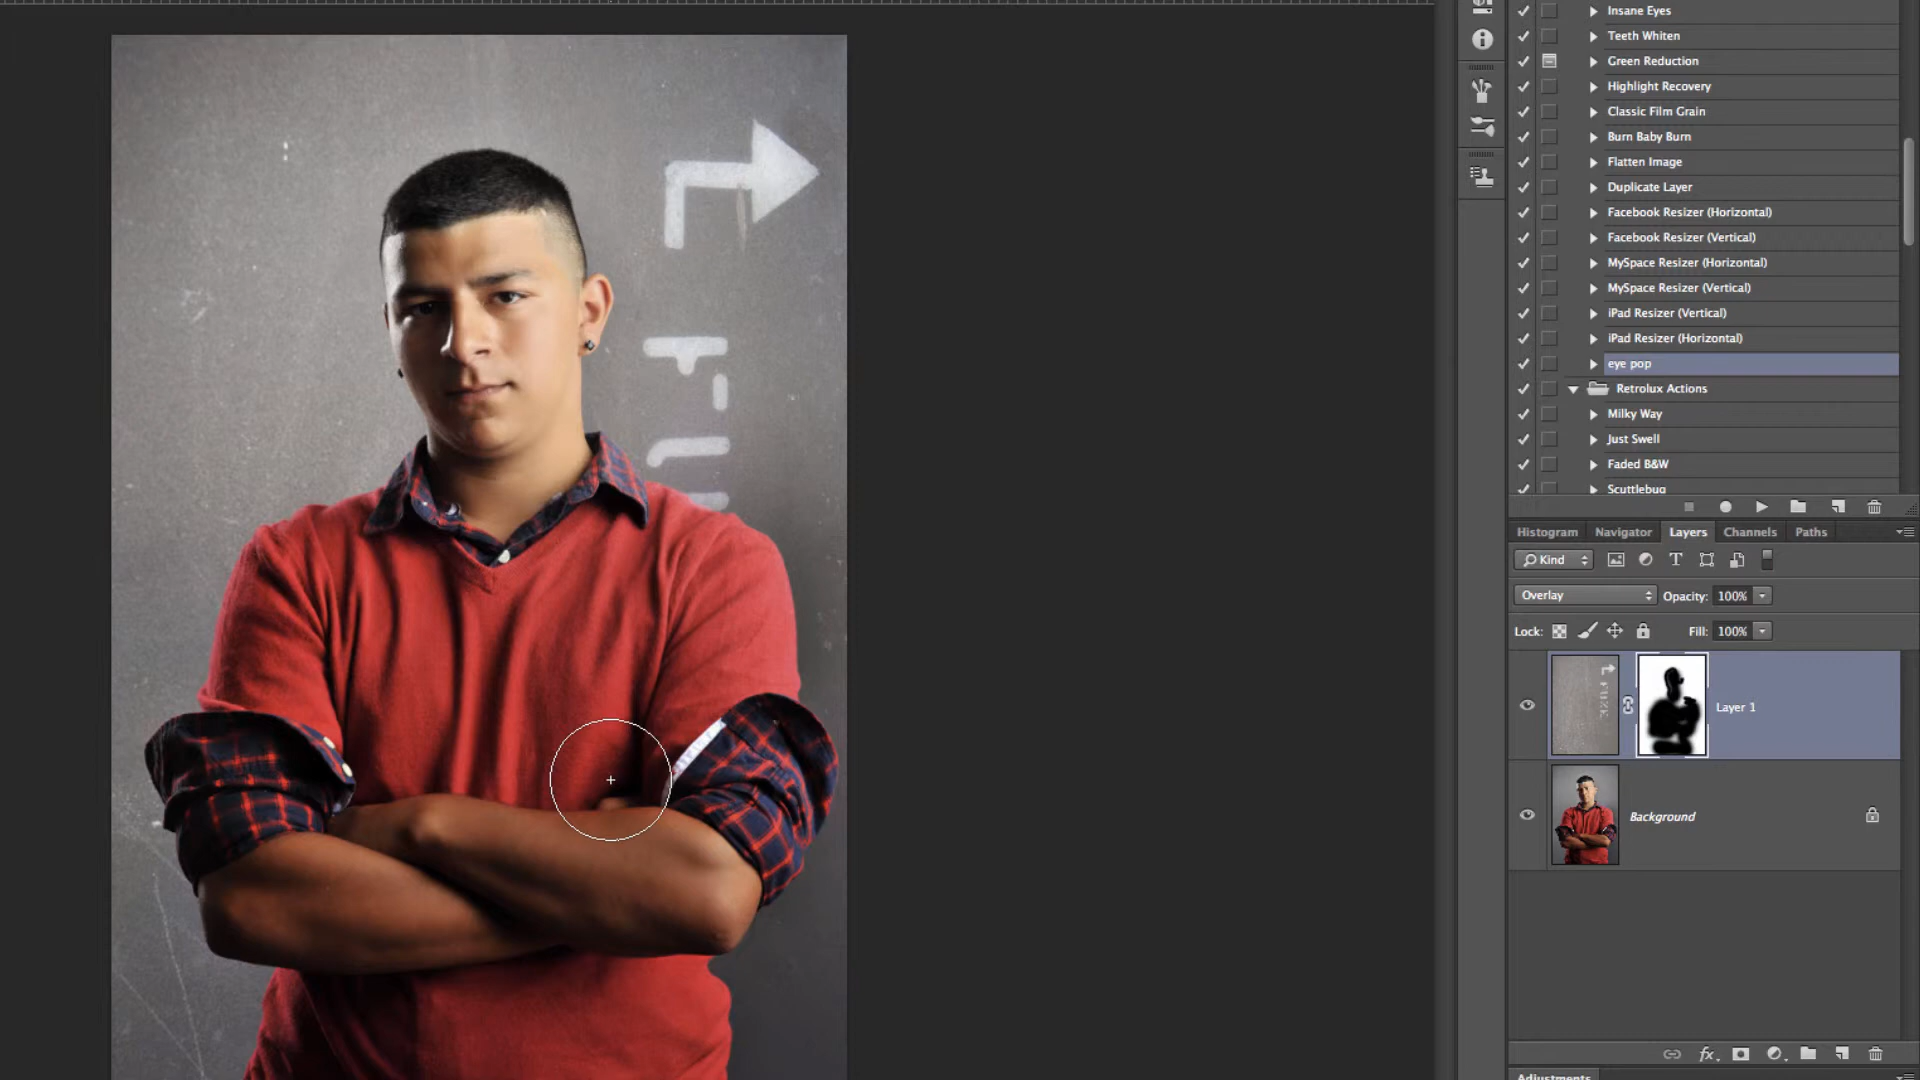 Insane Eyes
Teeth Whiten
Green Reduction
Highlight Recovery
Classic Film Grain
Burn Baby Burn
Flatten Image
Duplicate Layer
Facebook Resizer (Horizontal)
Facebook Resizer (Vertical)
MySpace Resizer (Horizontal)
MySpace Resizer (Vertical)
iPad Resizer (Vertical)
iPad Resizer (Horizontal)
eye pop
Retrolux Actions
Milky Way
Just Swell
Faded B&W
Scuttlebug
Histogram Navigator Layers Channels Paths
Kind
Overlay Opacity: 100%
Lock: Fill: 100%
Layer 1
Background
fx
Adjustments